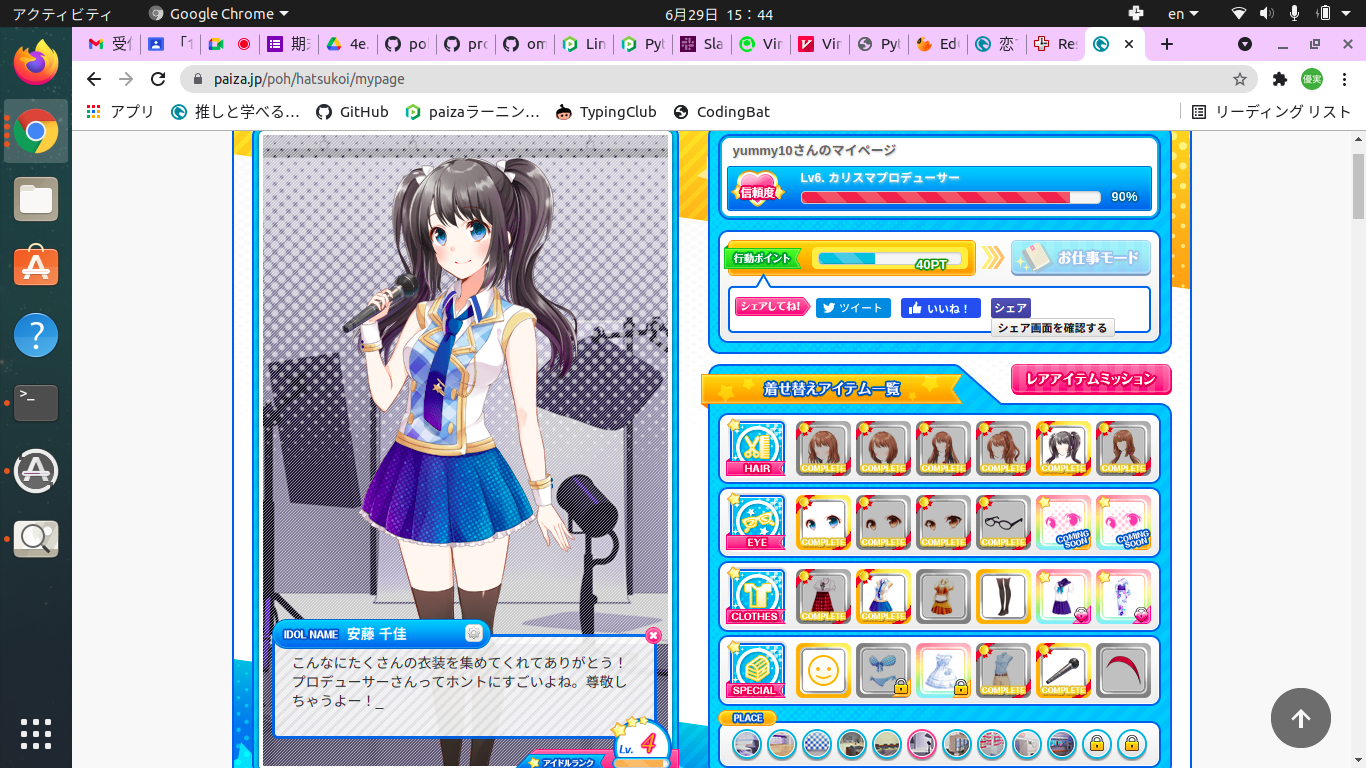 アクティビティ
Google Chrome
6月29日 15：44
en
受
「1
期
4e.
po
pro
om
Lin
Pyt
Sla
Vir
Vir
Pyt
Ed
恋
Re
paiza.jp/poh/hatsukoi/mypage
アプリ
推しと学べる…
GitHub
paizaラーニン…
TypingClub
CodingBat
リーディング リスト
yummy10さんのマイページ
信頼度
Lv6. カリスマプロデューサー
90%
行動ポイント
40PT
お仕事モード
シェアしてね!
ツイート
いいね！
シェア
シェア画面を確認する
着せ替えアイテム一覧
レアアイテムミッション
HAIR
COMPLETE
COMPLETE
COMPLETE
COMPLETE
COMPLETE
COMPLETE
EYE
COMPLETE
COMPLETE
COMPLETE
COMPLETE
COMING SOON
COMING SOON
CLOTHES
COMPLETE
COMPLETE
SPECIAL
COMPLETE
COMPLETE
PLACE
IDOL NAME 安藤 千佳
こんなにたくさんの衣装を集めてくれてありがとう！
プロデューサーさんってホントにすごいよね。尊敬し
ちゃうよー！_
Lv. 4
アイドルランク